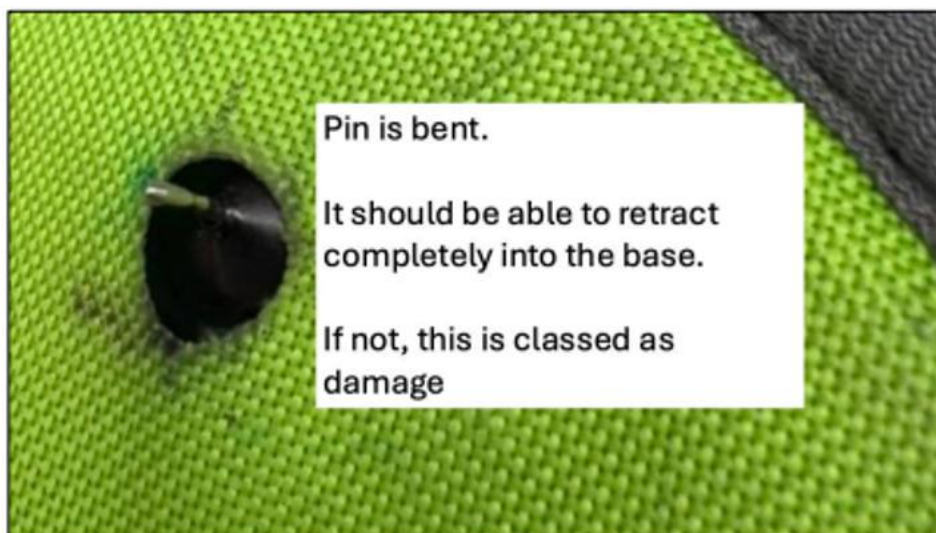 Pin is bent.
It should be able to retract
completely into the base.
If not, this is classed as
damage